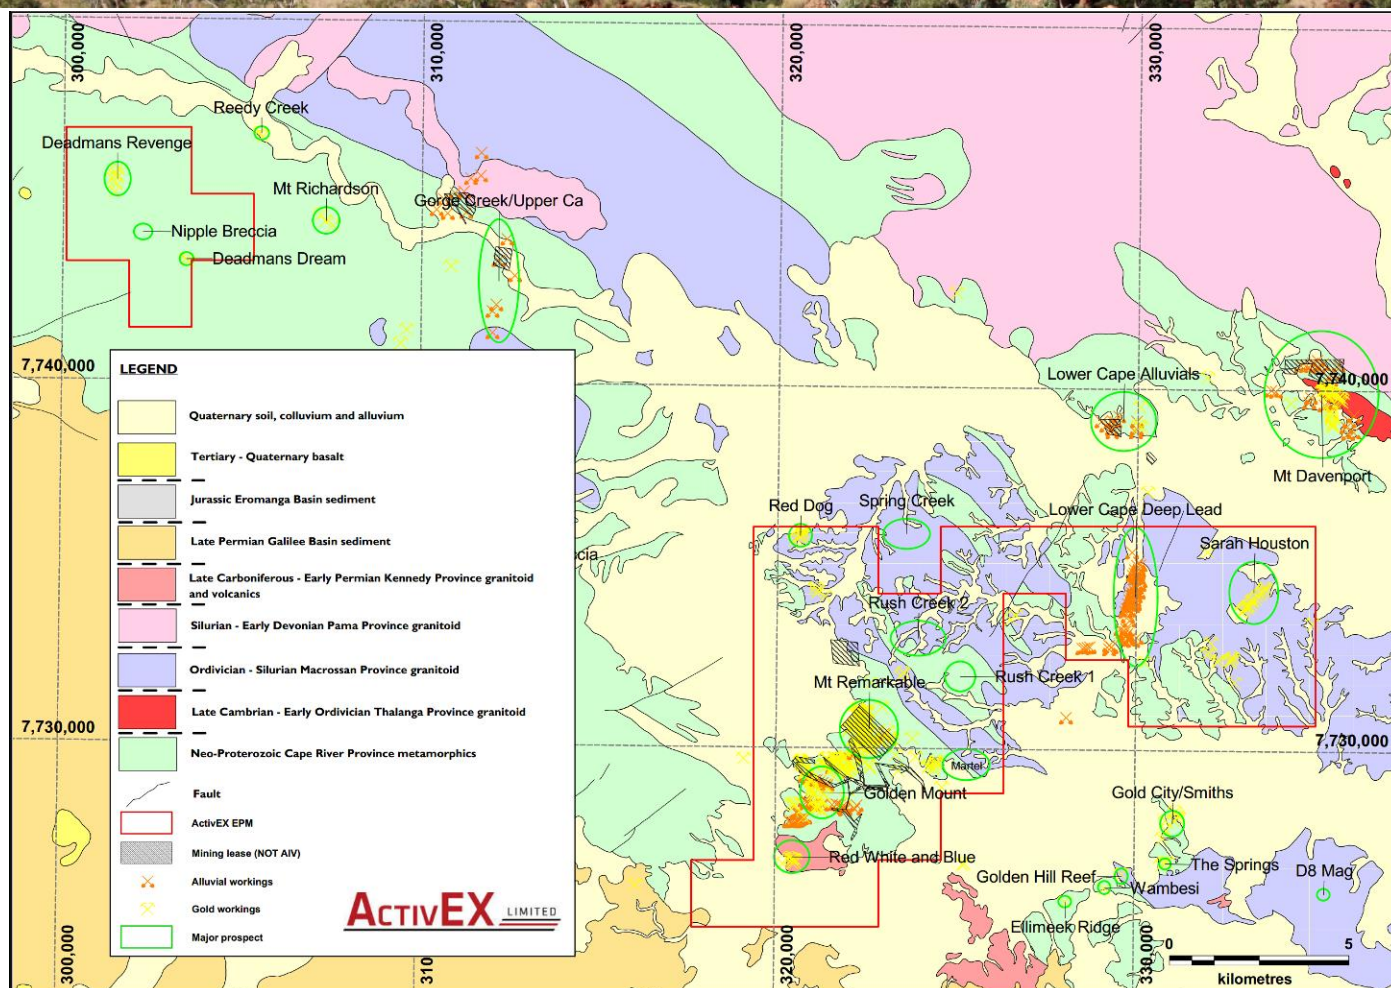 300,000
310,000
320,000
330,000
Reedy Creek
Deadmans Revenge
Mt Richardson
Gorge Creek/Upper Ca
Nipple Breccia
Deadmans Dream
7,740,000
7,740,000
Lower Cape Alluvials
Mt Davenport
LEGEND
Quaternary soil, colluvium and alluvium
Tertiary - Quaternary basalt
Jurassic Eromanga Basin sediment
Late Permian Galilee Basin sediment
Late Carboniferous - Early Permian Kennedy Province granitoid
and volcanics
Silurian - Early Devonian Pama Province granitoid
Ordivician - Silurian Macrossan Province granitoid
Late Cambrian - Early Ordivician Thalanga Province granitoid
Neo-Proterozoic Cape River Province metamorphics
Fault
ActivEX EPM
Mining lease (NOT AIV)
Alluvial workings
Gold workings
Major prospect
ACTIVEX LIMITED
Red Dog
Spring Creek
Lower Cape Deep Lead
Sarah Houston
ccia
Rush Creek 2
Rush Creek 1
Mt Remarkable
7,730,000
7,730,000
Martel
Golden Mount
Gold City/Smiths
Red White and Blue
The Springs
Golden Hill Reef
Wambesi
D8 Mag
Ellimeek Ridge
300,000
310
320,000
330,000
0 5
kilometres